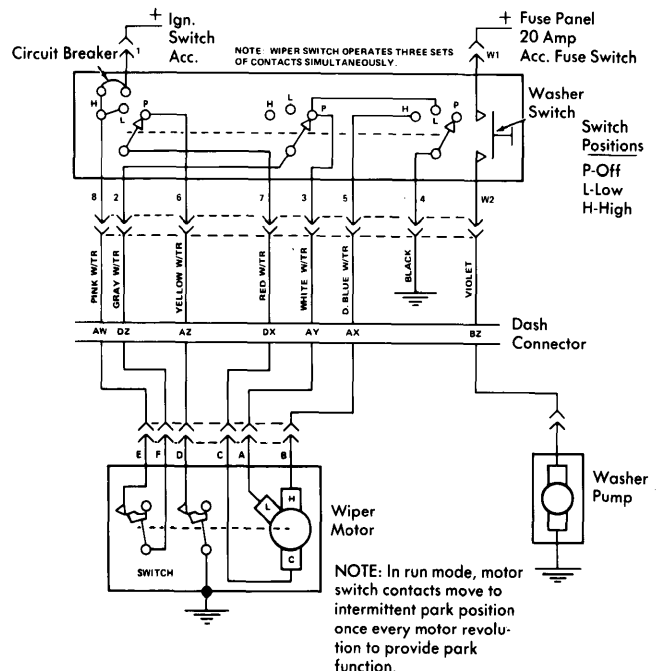 + Ign.
Switch
Acc.
+ Fuse Panel
20 Amp
Acc. Fuse Switch
Circuit Breaker
1
NOTE: WIPER SWITCH OPERATES THREE SETS
OF CONTACTS SIMULTANEOUSLY.
W1
Washer
Switch
H
L
P
H
L
P
H
L
P
Switch
Positions
P-Off
L-Low
H-High
8
2
6
7
3
5
4
W2
PINK W/TR
GRAY W/TR
YELLOW W/TR
RED W/TR
WHITE W/TR
D. BLUE W/TR
BLACK
VIOLET
AW
DZ
AZ
DX
AY
AX
BZ
Dash
Connector
E
F
D
C
A
B
L
H
C
SWITCH
Wiper
Motor
Washer
Pump
NOTE: In run mode, motor
switch contacts move to
intermittent park position
once every motor revolu-
tion to provide park
function.